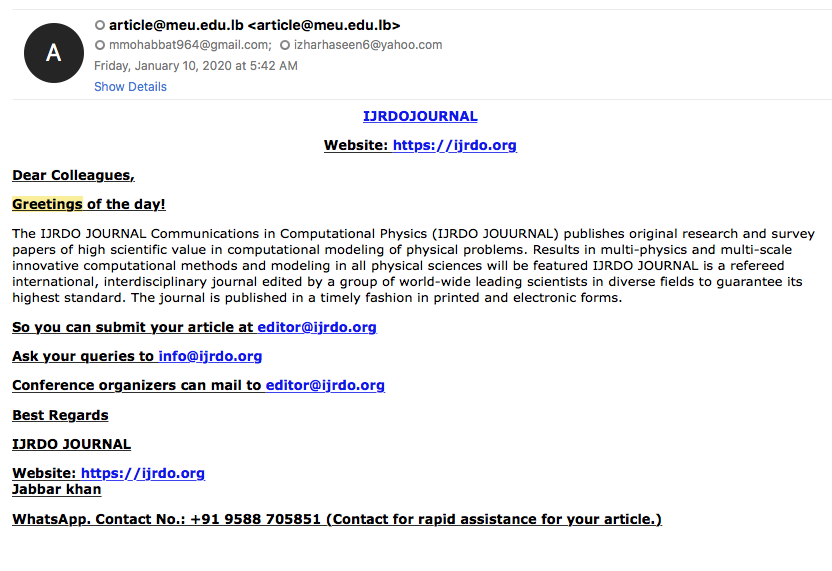 article@meu.edu.lb <article@meu.edu.lb>
A
mmohabbat964@gmail.com; izharhaseen6@yahoo.com
Friday, January 10, 2020 at 5:42 AM
Show Details
IJRDOJOURNAL
Website: https://ijrdo.org
Dear Colleagues,
Greetings of the day!
The IJRDO JOURNAL Communications in Computational Physics (IJRDO JOUURNAL) publishes original research and survey
papers of high scientific value in computational modeling of physical problems. Results in multi-physics and multi-scale
innovative computational methods and modeling in all physical sciences will be featured IJRDO JOURNAL is a refereed
international, interdisciplinary journal edited by a group of world-wide leading scientists in diverse fields to guarantee its
highest standard. The journal is published in a timely fashion in printed and electronic forms.
So you can submit your article at editor@ijrdo.org
Ask your queries to info@ijrdo.org
Conference organizers can mail to editor@ijrdo.org
Best Regards
IJRDO JOURNAL
Website: https://ijrdo.org
Jabbar khan
WhatsApp. Contact No.: +91 9588 705851 (Contact for rapid assistance for your article.)